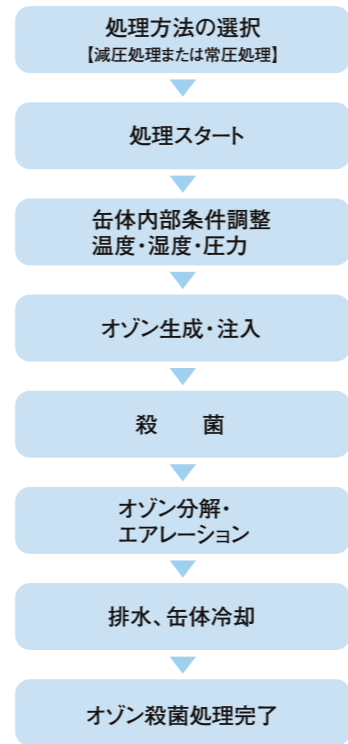 処理方法の選択
【減圧処理または常圧処理】
処理スタート
缶体内部条件調整
温度・湿度・圧力
オゾン生成・注入
殺　　菌
オゾン分解・
エアレーション
排水、缶体冷却
オゾン殺菌処理完了